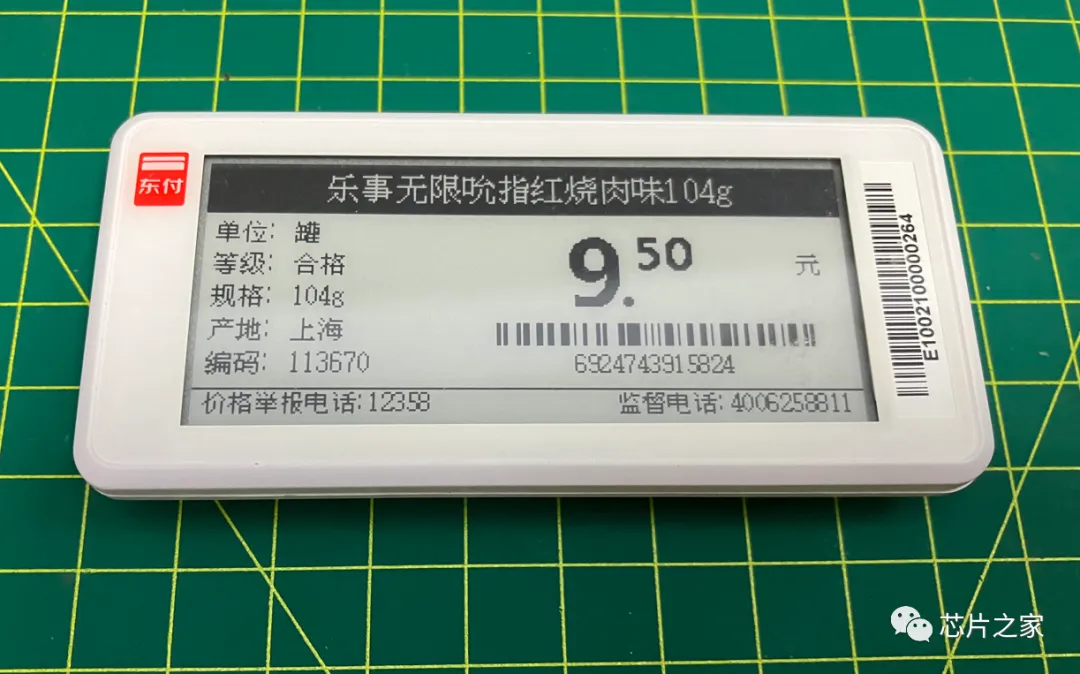 东付
乐事无限吮指红烧肉味104g
单位: 罐
等级: 合格
规格: 104g
产地: 上海
编码: 113670
9.50
元
6924743915824
价格举报电话:12358
监督电话:4006258811
E100210000000264
芯片之家